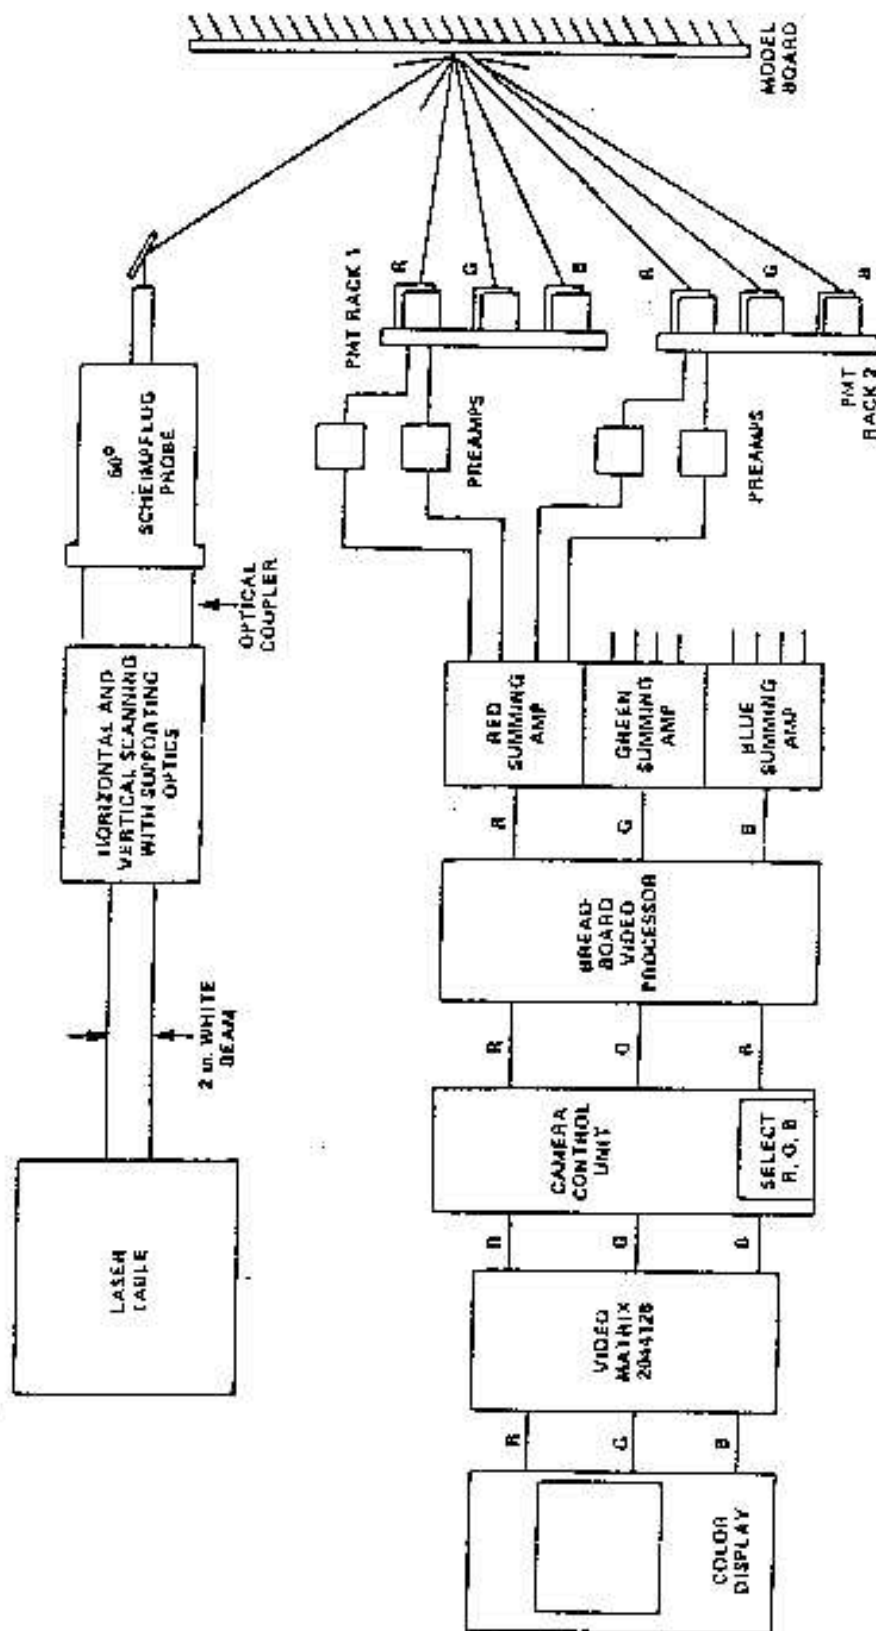 LASER
TABLE
2 in. WHITE
BEAM
HORIZONTAL AND
VERTICAL SCANNING
WITH SUPPORTING
OPTICS
OPTICAL
COUPLER
60°
SCHEIMPFLUG
PROBE
MODEL
BOARD
PMT RACK 1
R
G
B
PREAMPS
R
G
B
PMT
RACK 2
PREAMPS
RED
SUMMING
AMP
GREEN
SUMMING
AMP
BLUE
SUMMING
AMP
R
G
B
BREAD-
BOARD
VIDEO
PROCESSOR
R
G
B
CAMERA
CONTROL
UNIT
SELECT
R, G, B
R
G
B
VIDEO
MATRIX
2044126
R
G
B
COLOR
DISPLAY